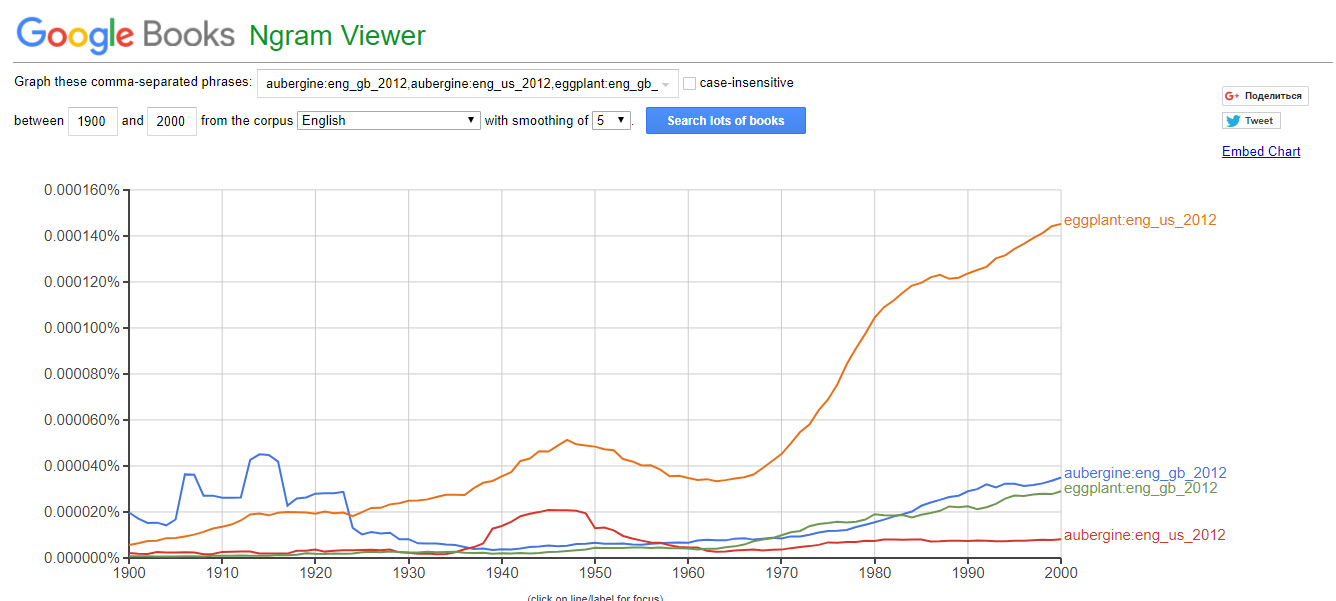 Google Books Ngram Viewer
Graph these comma-separated phrases: aubergine:eng_gb_2012,aubergine:eng_us_2012,eggplant:eng_gb_ case-insensitive
between 1900 and 2000 from the corpus English with smoothing of 5 . Search lots of books
G+ Поделиться
Tweet
Embed Chart
0.000160%
0.000140%
0.000120%
0.000100%
0.000080%
0.000060%
0.000040%
0.000020%
0.000000%
eggplant:eng_us_2012
aubergine:eng_gb_2012
eggplant:eng_gb_2012
aubergine:eng_us_2012
1900 1910 1920 1930 1940 1950 1960 1970 1980 1990 2000
(click on line/label for focus)